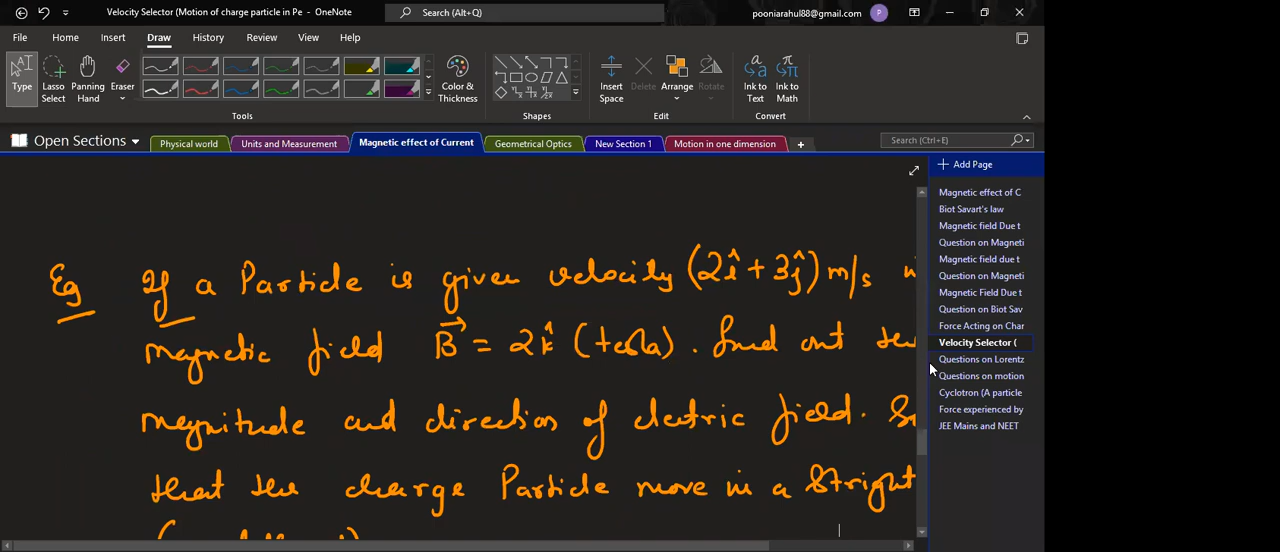 Velocity Selector (Motion of charge particle in Pe - OneNote
Search (Alt+Q)
pooniarahul88@gmail.com
P
File Home Insert Draw History Review View Help
Type
Lasso Select
Panning Hand
Eraser
Color & Thickness
Insert Space
Delete
Arrange
Rotate
Ink to Text
Ink to Math
Tools
Shapes
Edit
Convert
Open Sections
Physical world
Units and Measurement
Magnetic effect of Current
Geometrical Optics
New Section 1
Motion in one dimension
+
Search (Ctrl+E)
Add Page
Magnetic effect of C
Biot Savart's law
Magnetic field Due t
Question on Magneti
Magnetic field due t
Question on Magneti
Magnetic Field Due t
Question on Biot Sav
Force Acting on Char
Velocity Selector (
Questions on Lorentz
Questions on motion
Cyclotron (A particle
Force experienced by
JEE Mains and NEET
Eg If a Particle is given velocity (2î + 3ĵ) m/s
magnetic field B⃗ = 2k̂ (tesla). Find out the
magnitude and direction of electric field. So
that the charge Particle move in a Stright